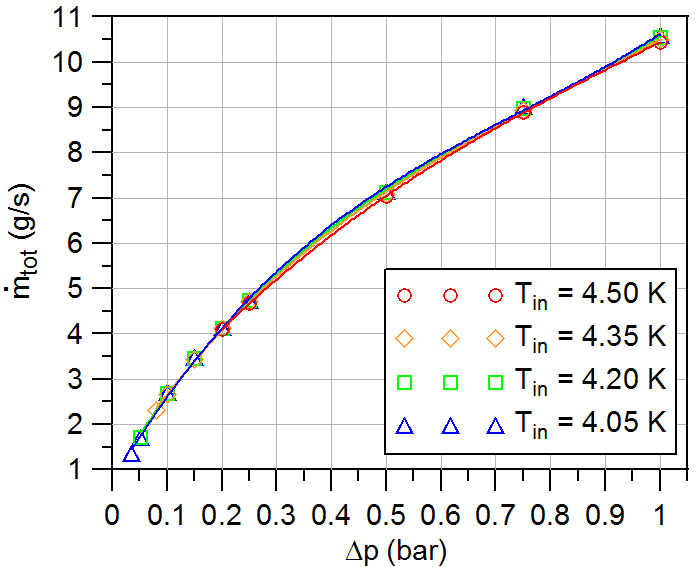 11
10
9
8
7
6
5
4
3
2
1
ṁtot (g/s)
Tin = 4.50 K
Tin = 4.35 K
Tin = 4.20 K
Tin = 4.05 K
0 0.1 0.2 0.3 0.4 0.5 0.6 0.7 0.8 0.9 1
Δp (bar)